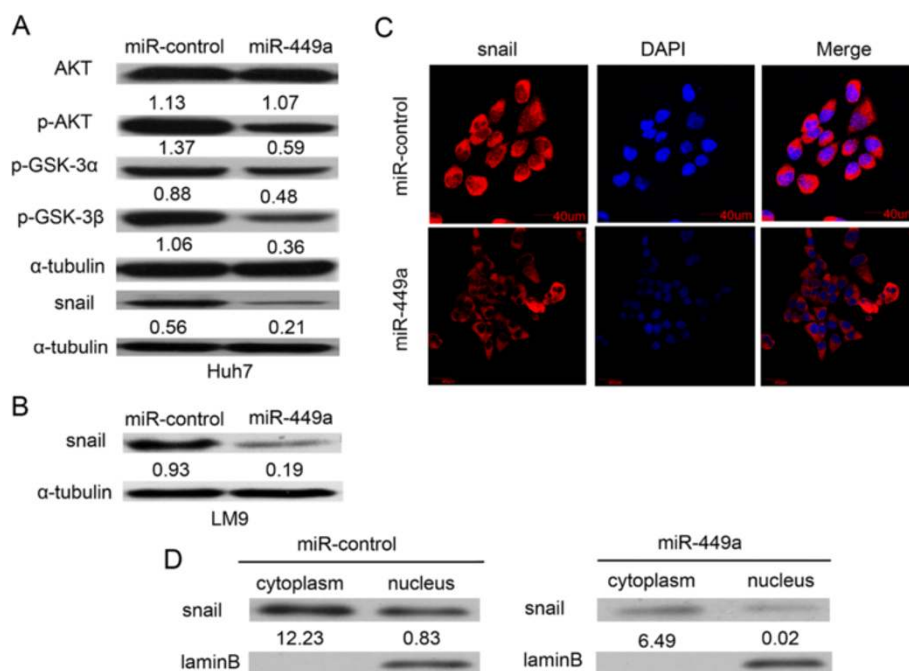 A
miR-control miR-449a
AKT
1.13 1.07
p-AKT
1.37 0.59
p-GSK-3α
0.88 0.48
p-GSK-3β
1.06 0.36
α-tubulin
snail
0.56 0.21
α-tubulin
Huh7
B
miR-control miR-449a
snail
0.93 0.19
α-tubulin
LM9
C
snail DAPI Merge
miR-control
40um 40um
miR-449a
D
miR-control
cytoplasm nucleus
snail
12.23 0.83
laminB
miR-449a
cytoplasm nucleus
snail
6.49 0.02
laminB